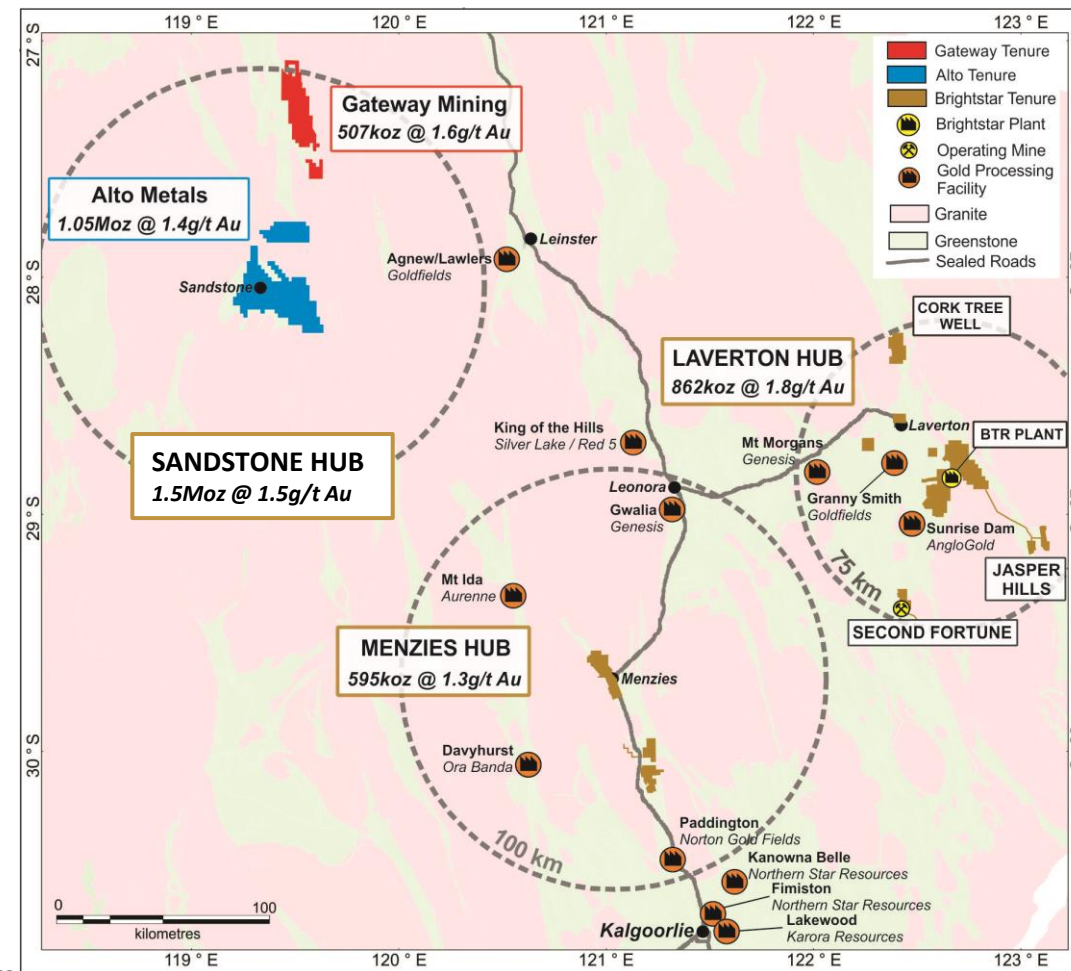 119 ° E
120 ° E
121 ° E
122 ° E
123 ° E
27° S
28° S
29° S
30° S
Gateway Tenure
Alto Tenure
Brightstar Tenure
Brightstar Plant
Operating Mine
Gold Processing
Facility
Granite
Greenstone
Sealed Roads
Gateway Mining
507koz @ 1.6g/t Au
Alto Metals
1.05Moz @ 1.4g/t Au
Sandstone
Leinster
Agnew/Lawlers
Goldfields
CORK TREE
WELL
LAVERTON HUB
862koz @ 1.8g/t Au
Laverton
BTR PLANT
King of the Hills
Silver Lake / Red 5
Mt Morgans
Genesis
SANDSTONE HUB
1.5Moz @ 1.5g/t Au
Leonora
Gwalia
Genesis
Granny Smith
Goldfields
Sunrise Dam
AngloGold
75 km
JASPER
HILLS
Mt Ida
Aurenne
SECOND FORTUNE
MENZIES HUB
595koz @ 1.3g/t Au
Menzies
Davyhurst
Ora Banda
100 km
Paddington
Norton Gold Fields
Kanowna Belle
Northern Star Resources
Fimiston
Northern Star Resources
Lakewood
Karora Resources
Kalgoorlie
0
100
kilometres